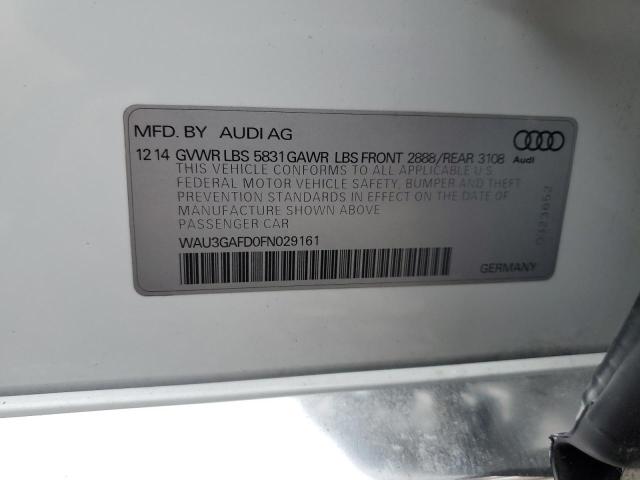 MFD. BY AUDI AG
12 14 GVWR LBS 5831 GAWR LBS FRONT 2888/REAR 3108
Audi
THIS VEHICLE CONFORMS TO ALL APPLICABLE U.S.
FEDERAL MOTOR VEHICLE SAFETY, BUMPER AND THEFT
PREVENTION STANDARDS IN EFFECT ON THE DATE OF
MANUFACTURE SHOWN ABOVE
PASSENGER CAR
WAU3GAFD0FN029161
GERMANY